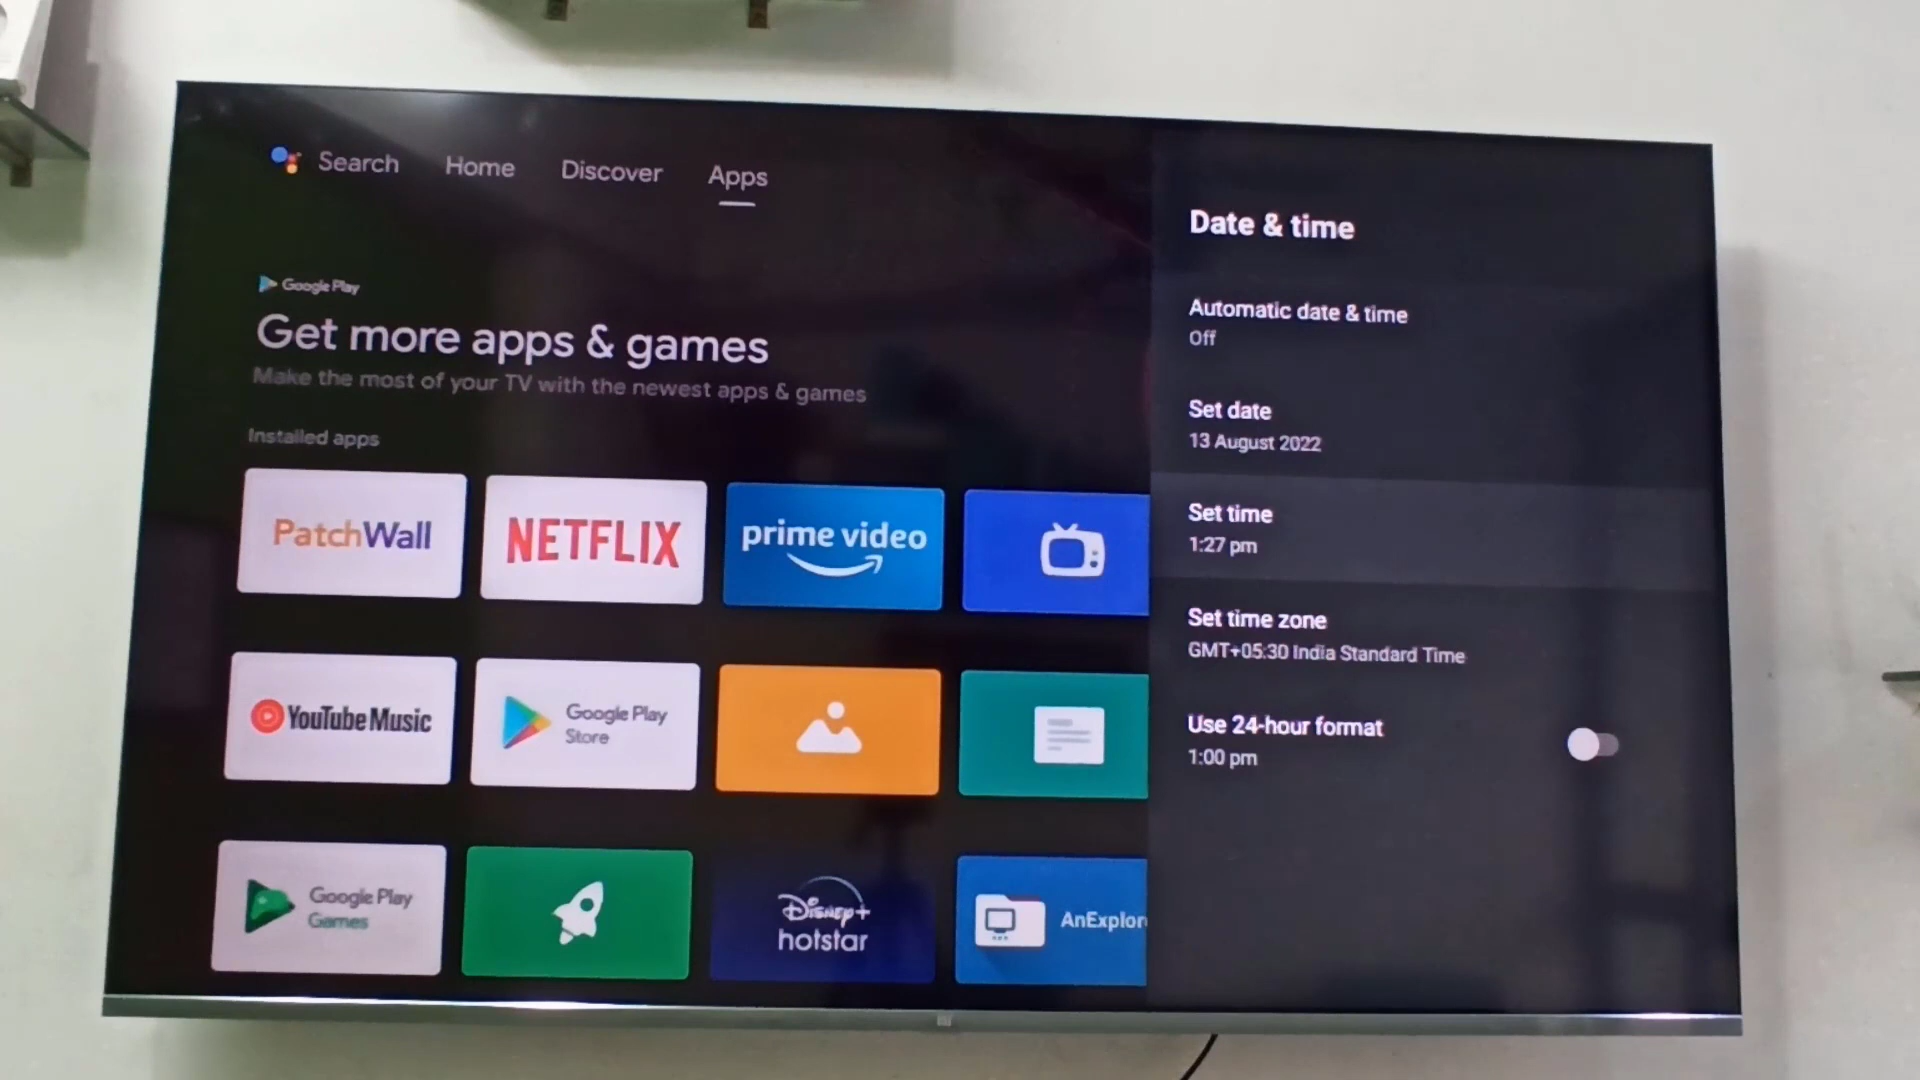 Search Home Discover Apps
Google Play
Get more apps & games
Make the most of your TV with the newest apps & games
Installed apps
PatchWall
NETFLIX
prime video
YouTube Music
Google Play
Store
Google Play
Games
Disney+
hotstar
AnExplor
Date & time
Automatic date & time
Off
Set date
13 August 2022
Set time
1:27 pm
Set time zone
GMT+05:30 India Standard Time
Use 24-hour format
1:00 pm
mi